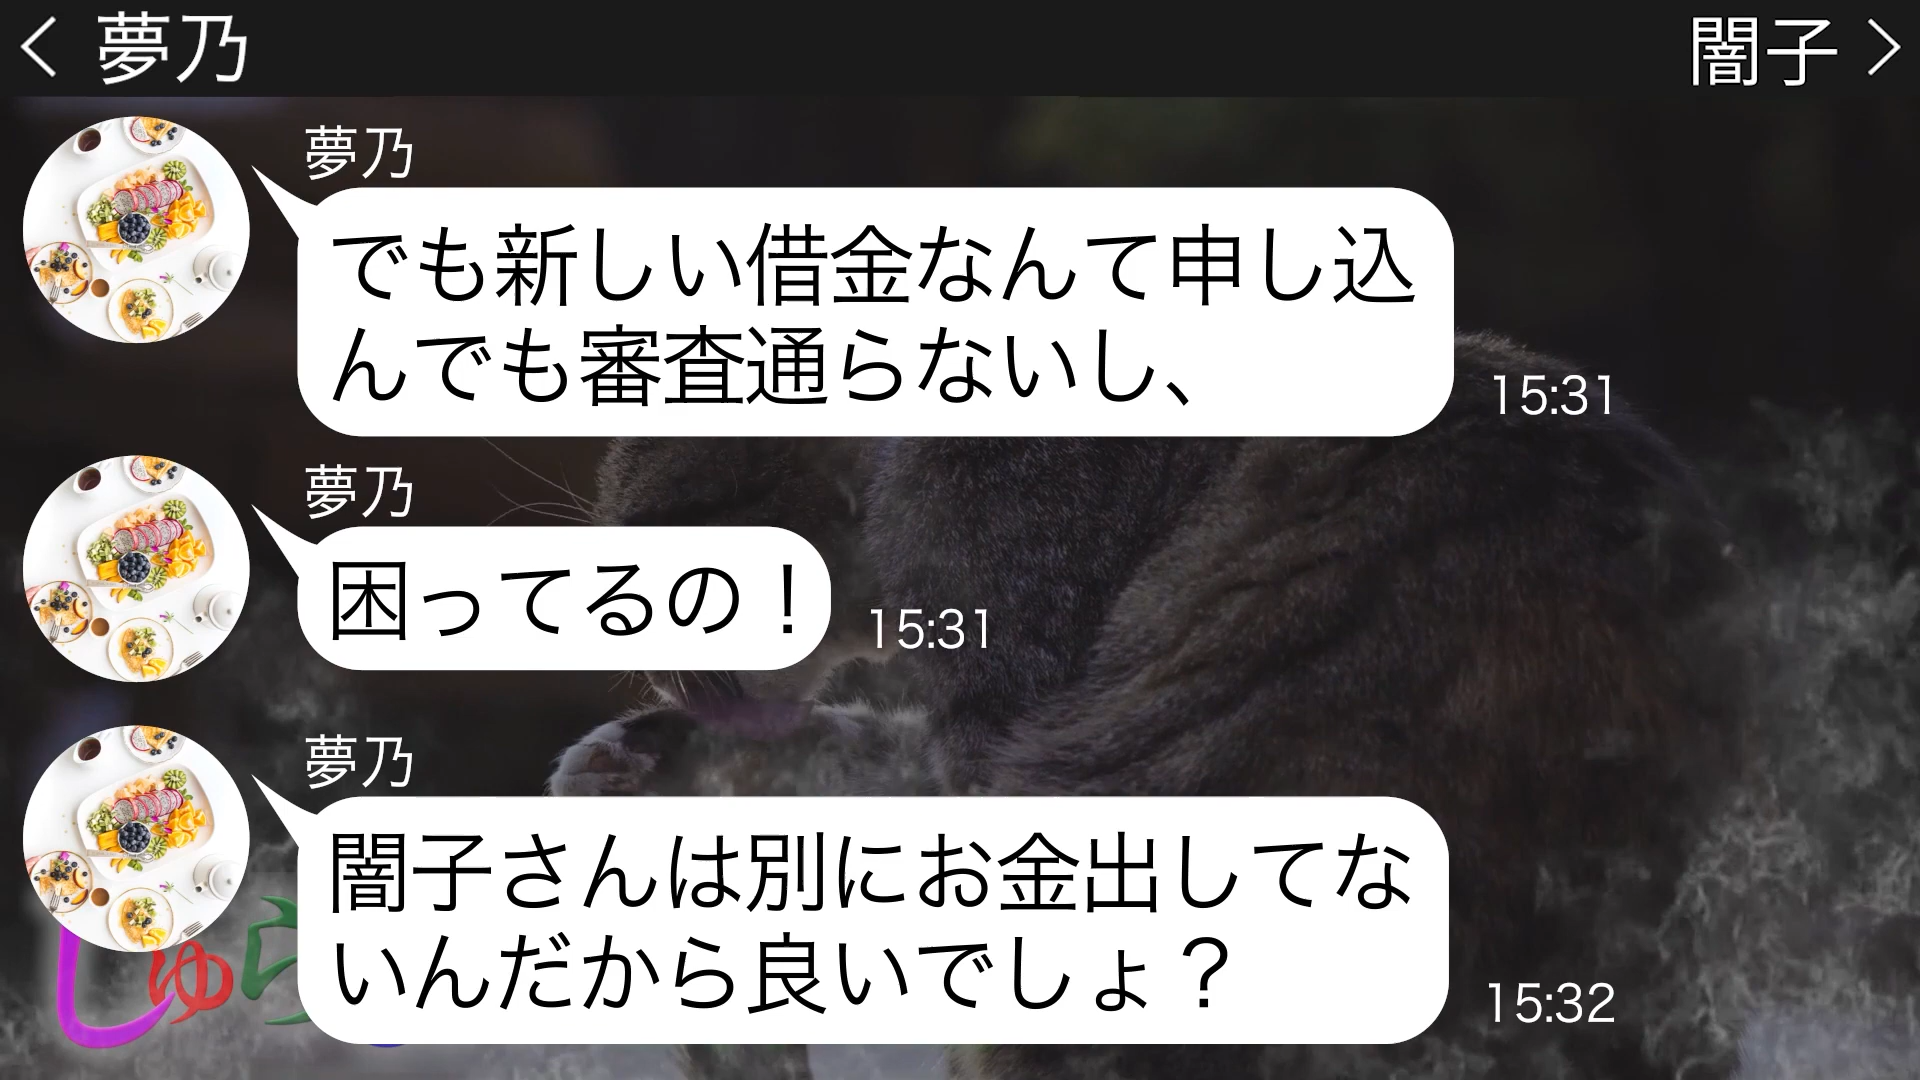 夢乃
闇子
夢乃
でも新しい借金なんて申し込
んでも審査通らないし、
15:31
夢乃
困ってるの！
15:31
夢乃
闇子さんは別にお金出してな
いんだから良いでしょ？
15:32
しゅら